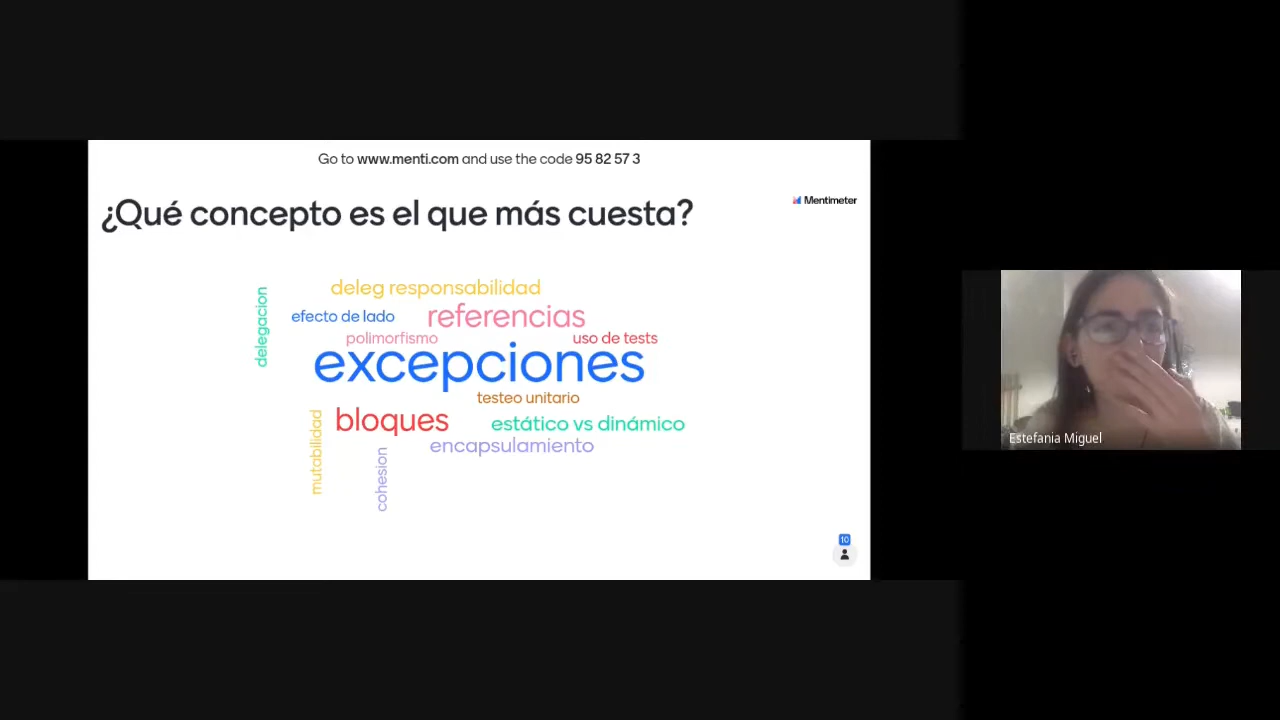 Go to www.menti.com and use the code 95 82 57 3
Mentimeter
¿Qué concepto es el que más cuesta?
deleg responsabilidad
delegacion
efecto de lado
referencias
polimorfismo
uso de tests
excepciones
testeo unitario
bloques
estático vs dinámico
encapsulamiento
mutabilidad
cohesion
10
Estefania Miguel